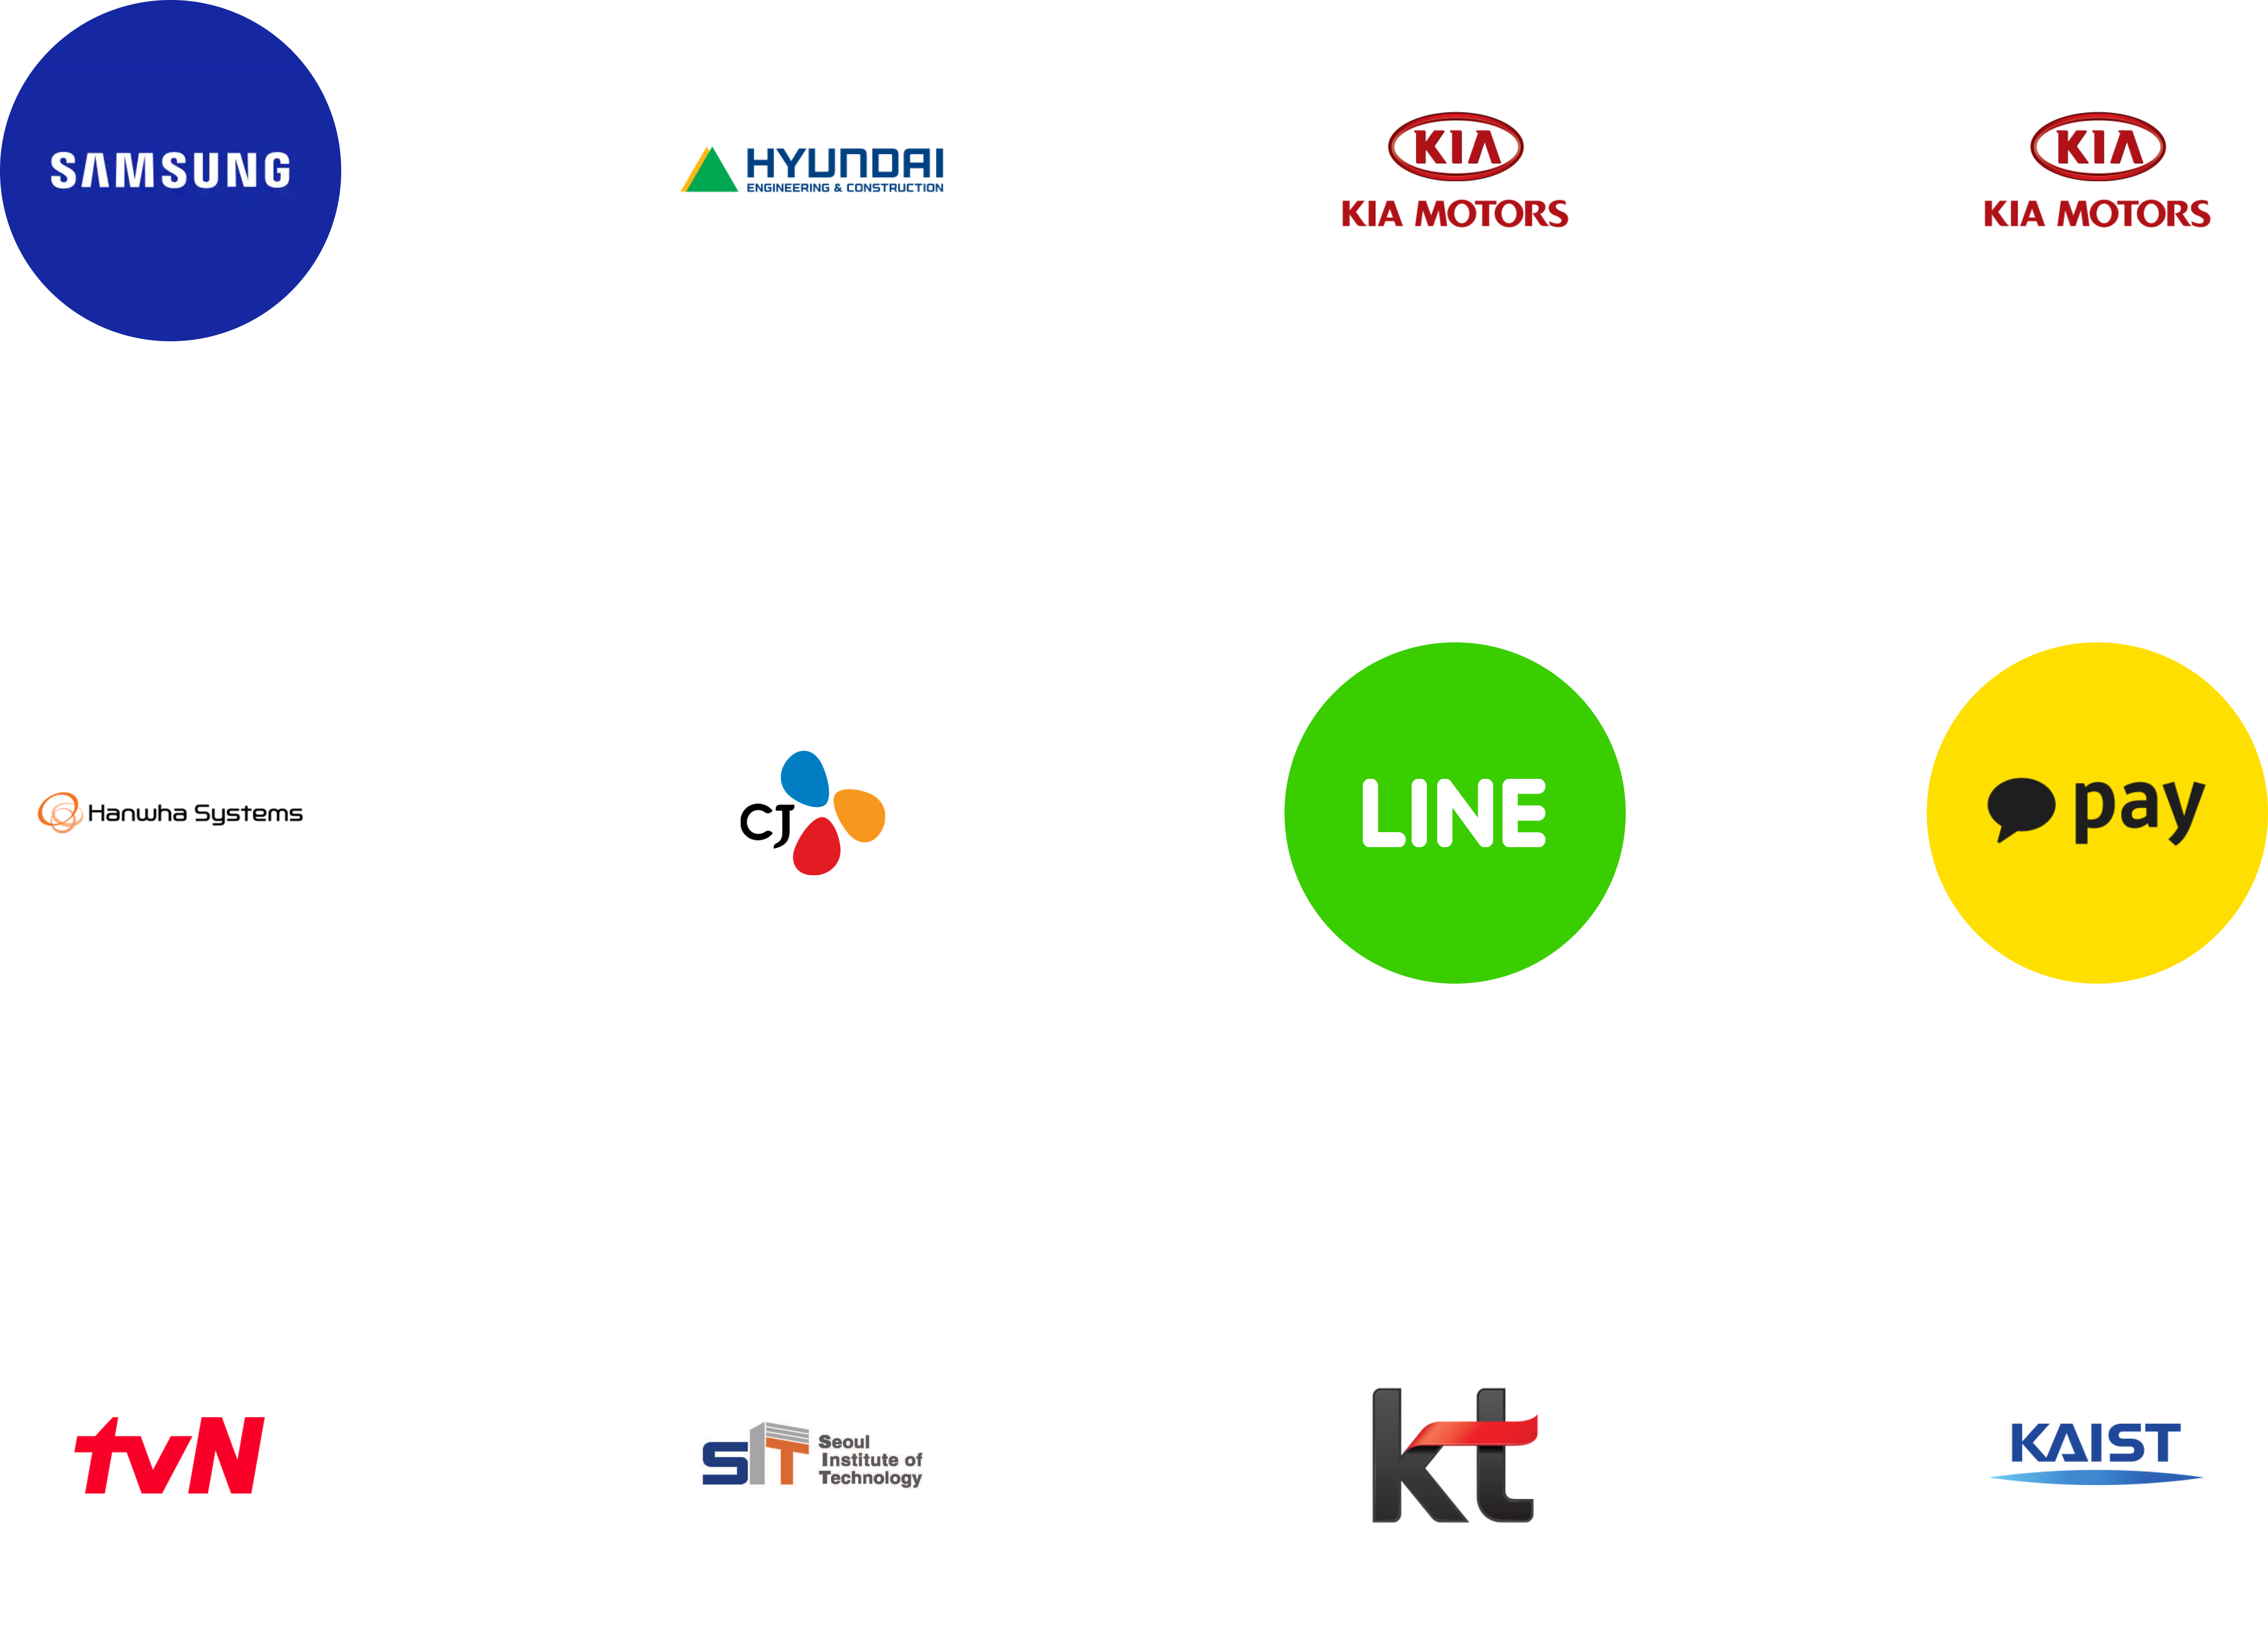 SAMSUNG
HYUNDAI
ENGINEERING & CONSTRUCTION
KIA
KIA MOTORS
KIA
KIA MOTORS
Hanwha Systems
CJ
LINE
pay
tvN
SIT
Seoul
Institute of
Technology
kt
KAIST